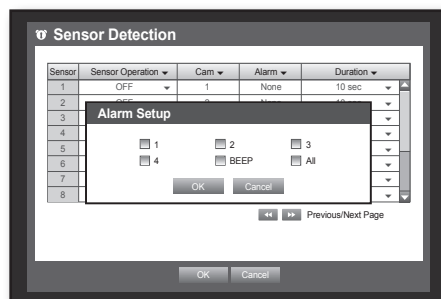 Sensor Detection
Sensor Sensor Operation Cam Alarm Duration
1 OFF 1 None 10 sec
2
3
Alarm Setup
4
1 2 3
5
4 BEEP All
6
7
OK Cancel
8
Previous/Next Page
OK Cancel